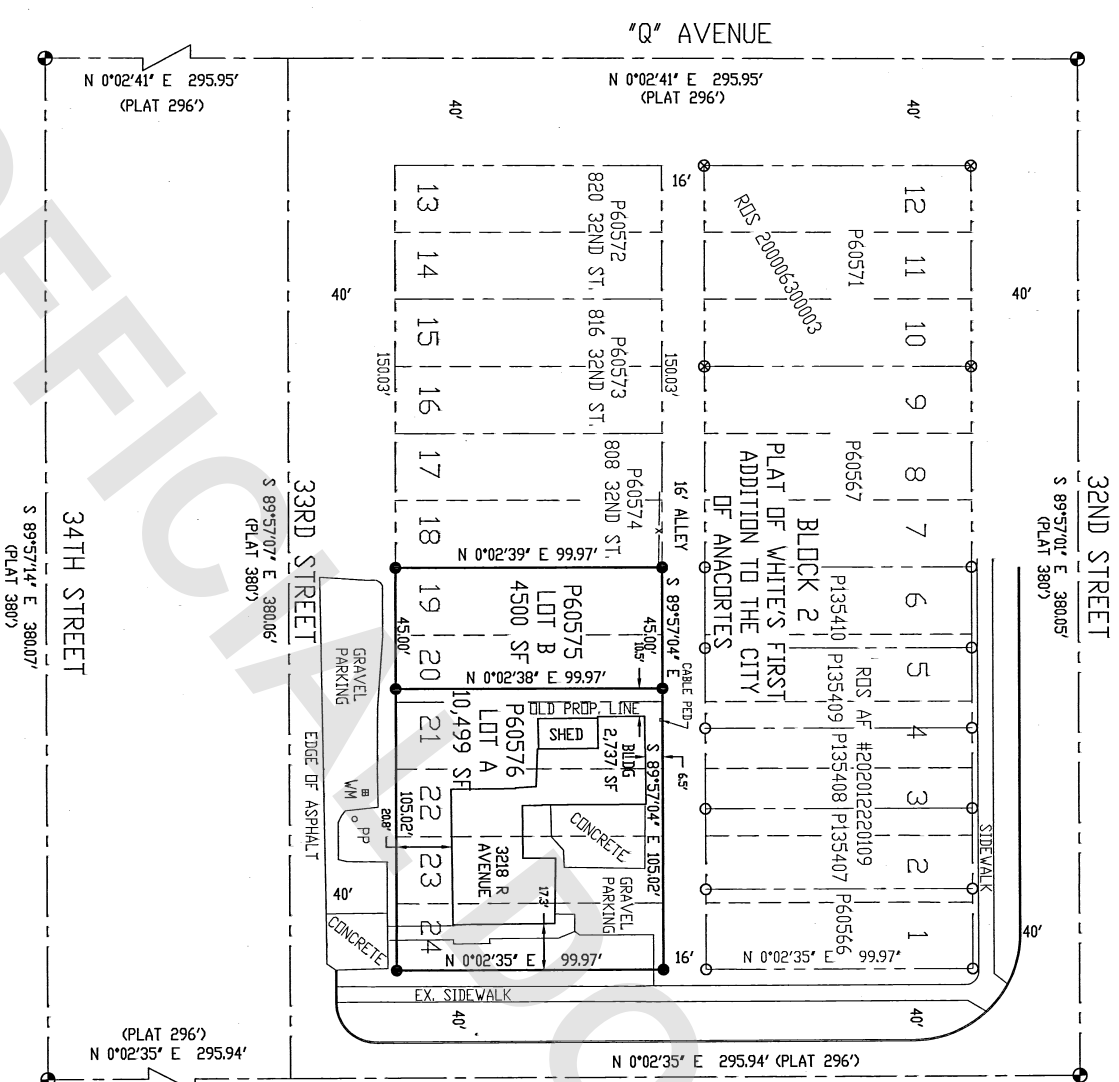 "Q" AVENUE
N 0°02'41" E 295.95'
(PLAT 296')
N 0°02'41" E 295.95'
(PLAT 296')
40'
40'
16'
13
14
15
16
17
18
19
20
21
22
23
24
12
11
10
9
8
7
6
5
4
3
2
1
P60572
820 32ND ST.
P60573
816 32ND ST.
P60574
808 32ND ST.
ROS 200006300003
P60571
P60567
40'
40'
150.03'
150.03'
16' ALLEY
x
PLAT OF WHITE'S FIRST
ADDITION TO THE CITY
OF ANACORTES
BLOCK 2
32ND STREET
S 89°57'01" E 380.05'
(PLAT 380')
33RD STREET
S 89°57'07" E 380.06'
(PLAT 380')
34TH STREET
S 89°57'14" E 380.07'
(PLAT 380')
N 0°02'39" E 99.97'
P60575
LOT B
4500 SF
45.00'
45.00'
S 89°57'04" E
10.5'
CABLE PED
N 0°02'38" E 99.97'
OLD PROP. LINE
P60576
LOT A
10,499 SF
SHED
BLDG
2,737 SF
S 89°57'04" E 105.02'
6.5'
105.02'
20.8'
CONCRETE
3218 R
AVENUE
GRAVEL
PARKING
17.3'
GRAVEL
PARKING
EDGE OF ASPHALT
WM
PP
40'
CONCRETE
P135410
P135409
P135408
P135407
P60566
ROS AF #202012220109
SIDEWALK
40'
N 0°02'35" E 99.97'
16'
N 0°02'35" E 99.97'
EX. SIDEWALK
40'
40'
(PLAT 296')
N 0°02'35" E 295.94'
N 0°02'35" E 295.94' (PLAT 296')
OFFICIAL DO